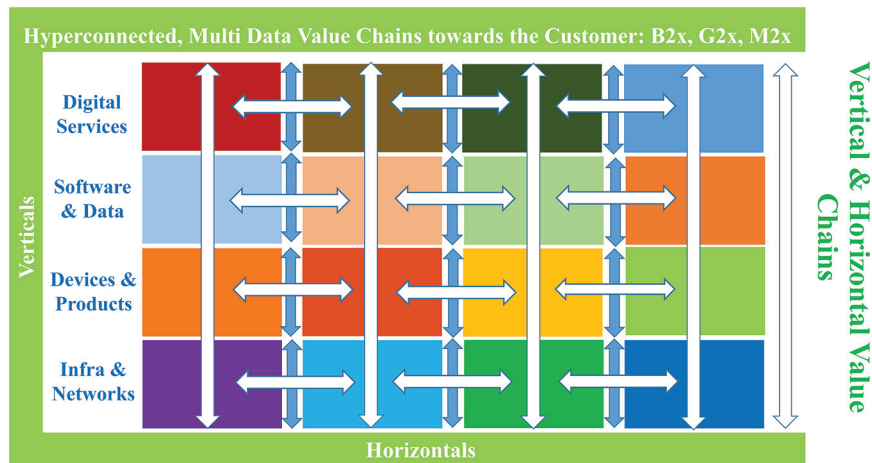 Hyperconnected, Multi Data Value Chains towards the Customer: B2x, G2x, M2x
Digital
Services
Software
& Data
Devices &
Products
Infra &
Networks
Verticals
Horizontals
Vertical & Horizontal Value
Chains